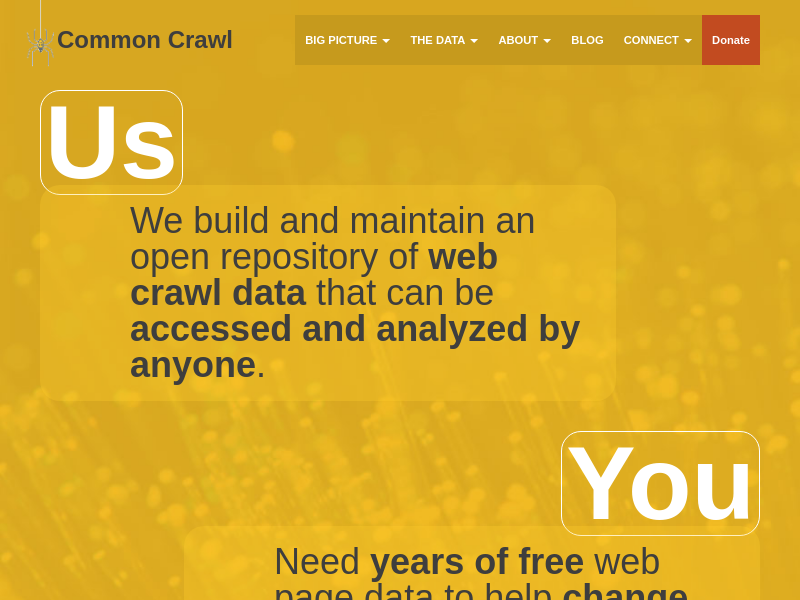 Common Crawl
BIG PICTURE THE DATA ABOUT BLOG CONNECT Donate
Us
We build and maintain an
open repository of web
crawl data that can be
accessed and analyzed by
anyone.
You
Need years of free web
page data to help change